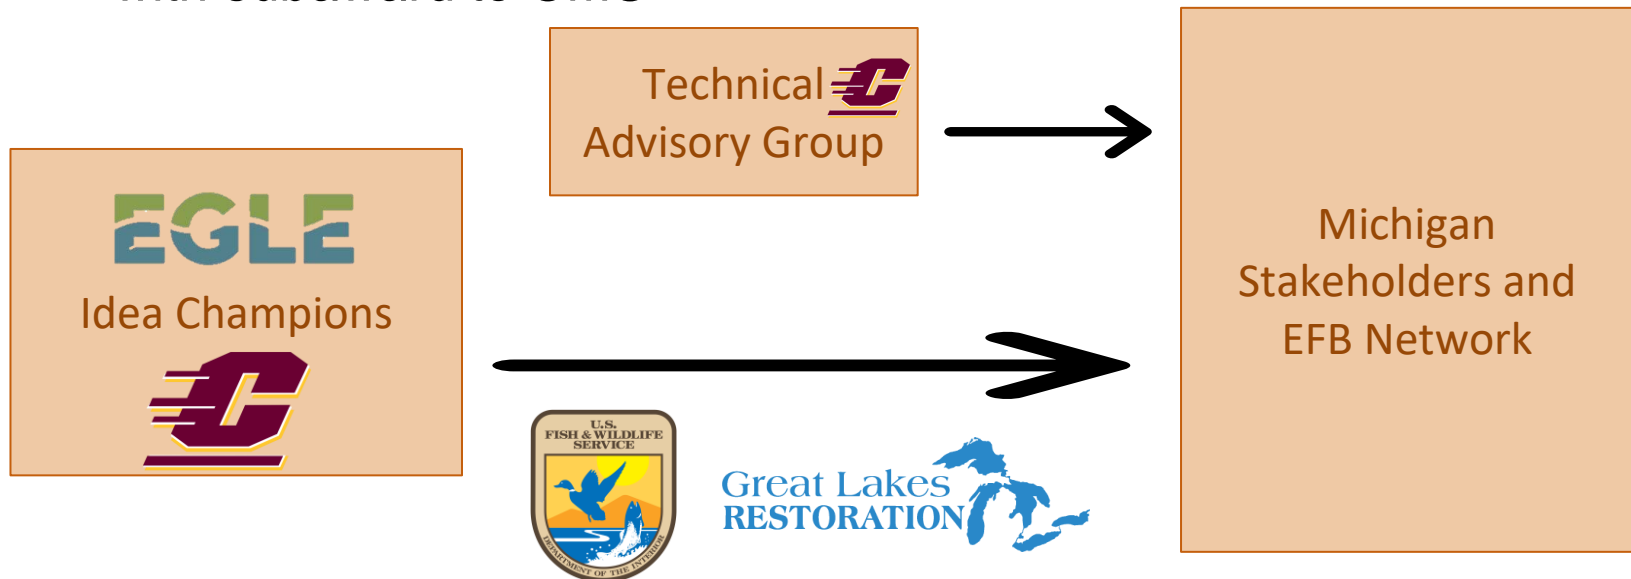 Technical
Advisory Group
EGLE
Idea Champions
Michigan
Stakeholders and
EFB Network
U.S.
FISH & WILDLIFE
SERVICE
DEPARTMENT OF THE INTERIOR
Great Lakes
RESTORATION